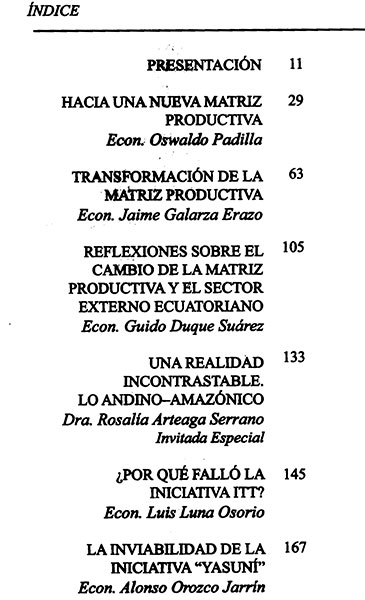 ÍNDICE
PRESENTACIÓN 11
HACIA UNA NUEVA MATRIZ 29
PRODUCTIVA
Econ. Oswaldo Padilla
TRANSFORMACIÓN DE LA 63
MATRIZ PRODUCTIVA
Econ. Jaime Galarza Erazo
REFLEXIONES SOBRE EL 105
CAMBIO DE LA MATRIZ
PRODUCTIVA Y EL SECTOR
EXTERNO ECUATORIANO
Econ. Guido Duque Suárez
UNA REALIDAD 133
INCONTRASTABLE.
LO ANDINO–AMAZÓNICO
Dra. Rosalía Arteaga Serrano
Invitada Especial
¿POR QUÉ FALLÓ LA 145
INICIATIVA ITT?
Econ. Luis Luna Osorio
LA INVIABILIDAD DE LA 167
INICIATIVA “YASUNÍ”
Econ. Alonso Orozco Jarrín